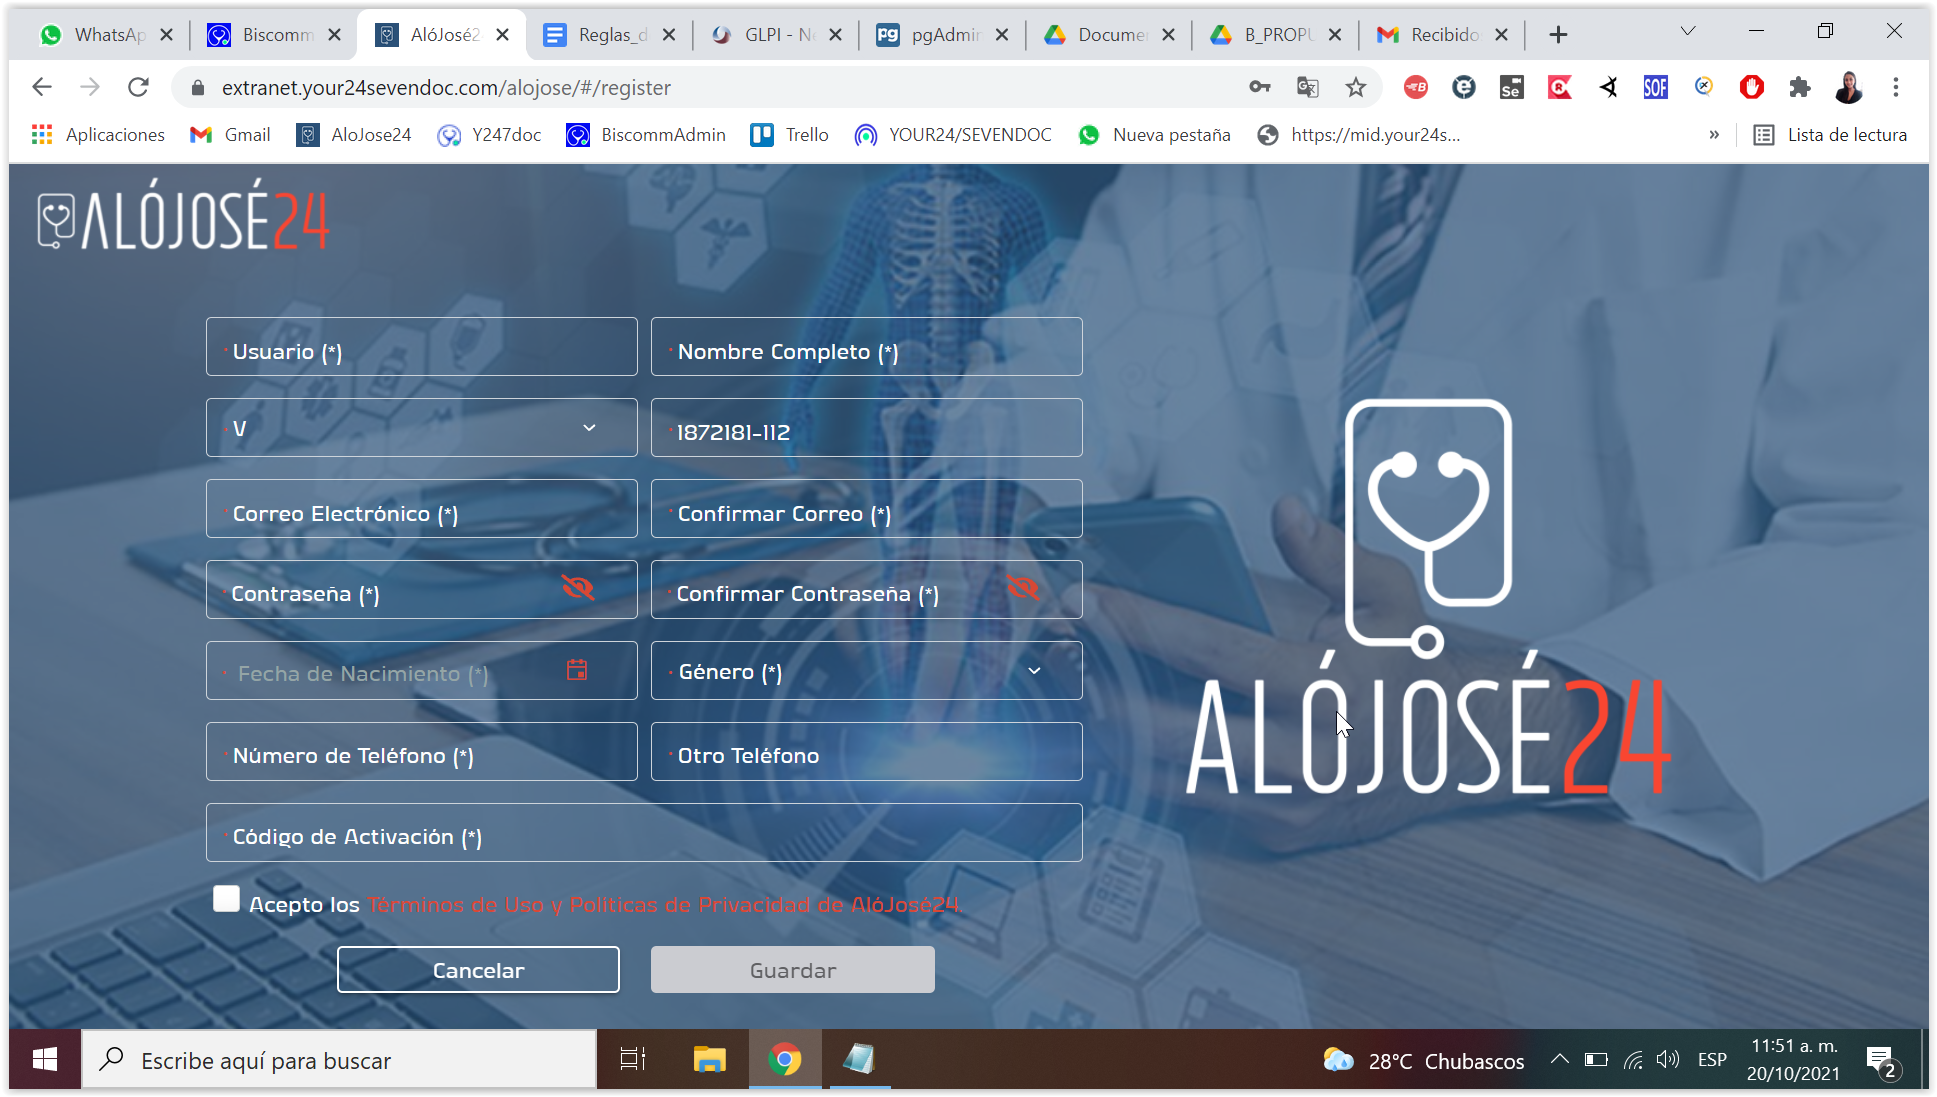 WhatsAp
Biscomm
AlóJosé2
Reglas_d
GLPI - N
pgAdmin
Docume
B_PROPU
Recibido
extranet.your24sevendoc.com/alojose/#/register
Aplicaciones
Gmail
AloJose24
Y247doc
BiscommAdmin
Trello
YOUR24/SEVENDOC
Nueva pestaña
https://mid.your24s...
»
Lista de lectura
ALÓJOSÉ24
Usuario (*)
Nombre Completo (*)
V
1872181-112
Correo Electrónico (*)
Confirmar Correo (*)
Contraseña (*)
Confirmar Contraseña (*)
Fecha de Nacimiento (*)
Género (*)
Número de Teléfono (*)
Otro Teléfono
Código de Activación (*)
Acepto los Términos de Uso y Politicas de Privacidad de AlóJosé24.
Cancelar
Guardar
ALÓJOSÉ24
Escribe aquí para buscar
28°C Chubascos
ESP
11:51 a. m.
20/10/2021
2